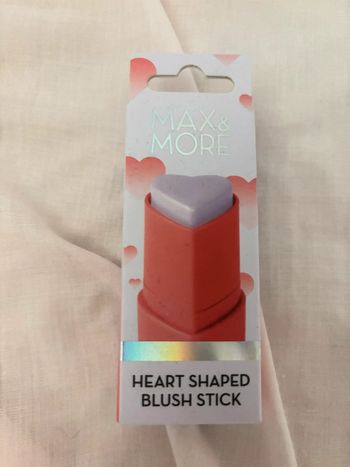 MAX &
MORE
HEART SHAPED
BLUSH STICK